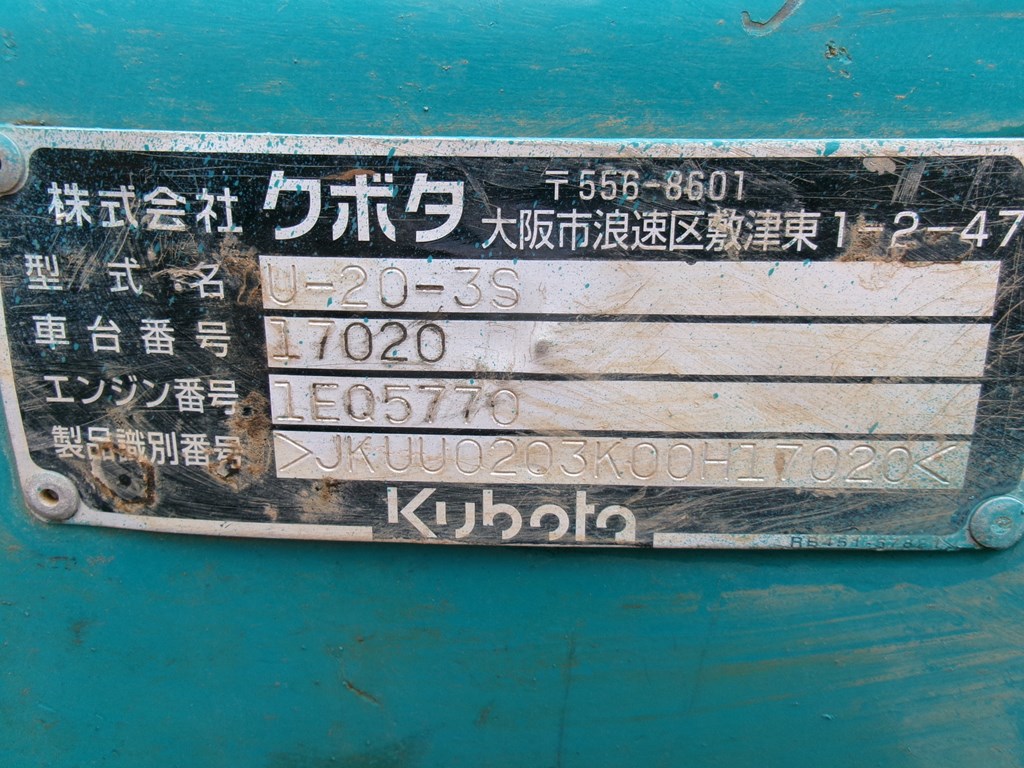 株式会社 クボタ 〒556-8601
大阪市浪速区敷津東1-2-47
型式名 U-20-3S
車台番号 17020
エンジン番号 1EQ5770
製品識別番号 >JKUU0203K00H17020<
Kubota